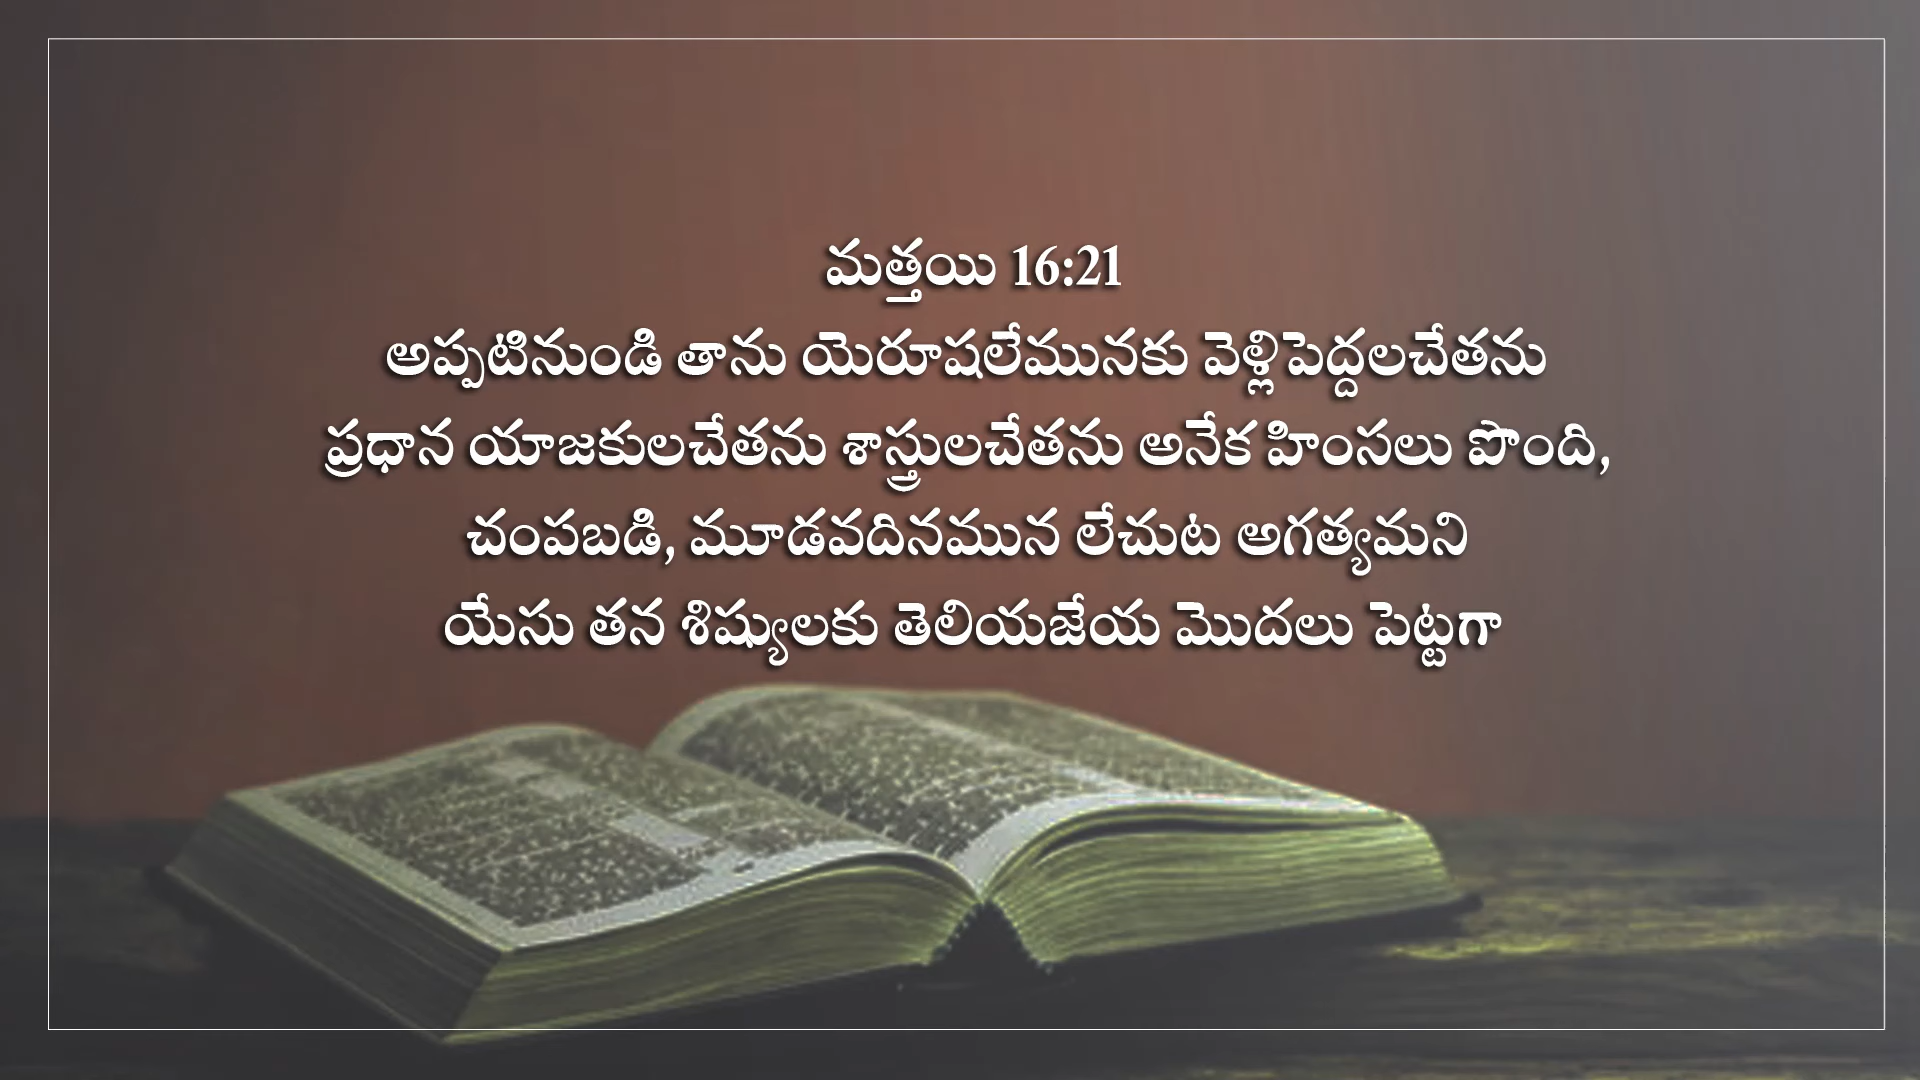 మత్తయి 16:21
అప్పటినుండి తాను యెరూషలేమునకు వెళ్లిపెద్దలచేతను
ప్రధాన యాజకులచేతను శాస్త్రులచేతను అనేక హింసలు పొంది,
చంపబడి, మూడవదినమున లేచుట అగత్యమని
యేసు తన శిష్యులకు తెలియజేయ మొదలు పెట్టగా